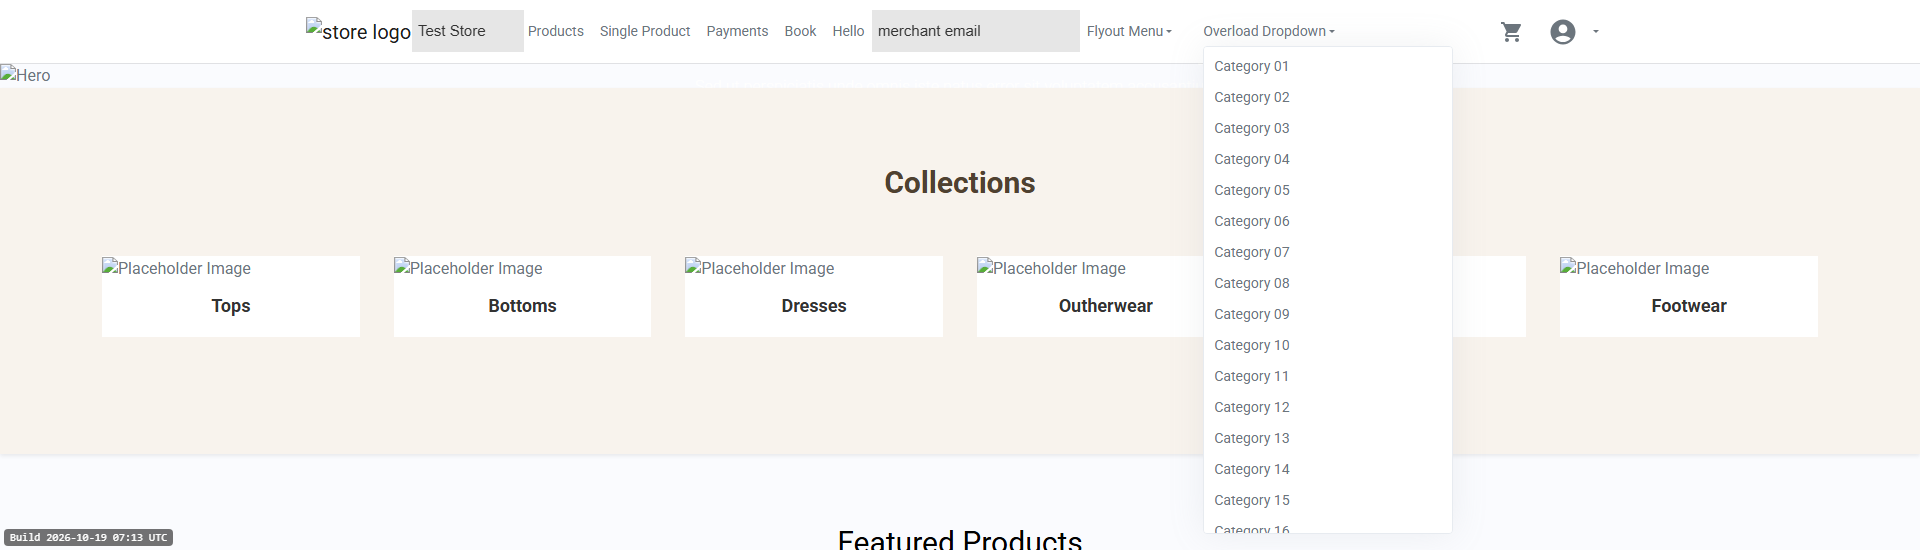 store logo Test Store Products Single Product Payments Book Hello merchant email Flyout Menu Overload Dropdown
Hero
Category 01
Category 02
Category 03
Category 04
Category 05
Category 06
Category 07
Category 08
Category 09
Category 10
Category 11
Category 12
Category 13
Category 14
Category 15
Category 16
Collections
Placeholder Image Placeholder Image Placeholder Image Placeholder Image Placeholder Image
Tops Bottoms Dresses Outherwear Footwear
Featured Products
Build 2026-10-19 07:13 UTC